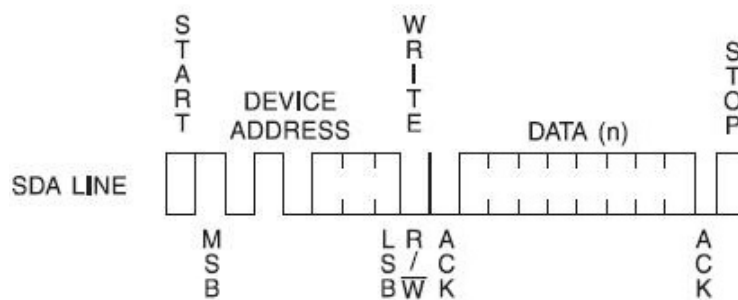 START
WRITE
STOP
DEVICE
ADDRESS
DATA (n)
SDA LINE
MSB
LSB
R/W
ACK
ACK